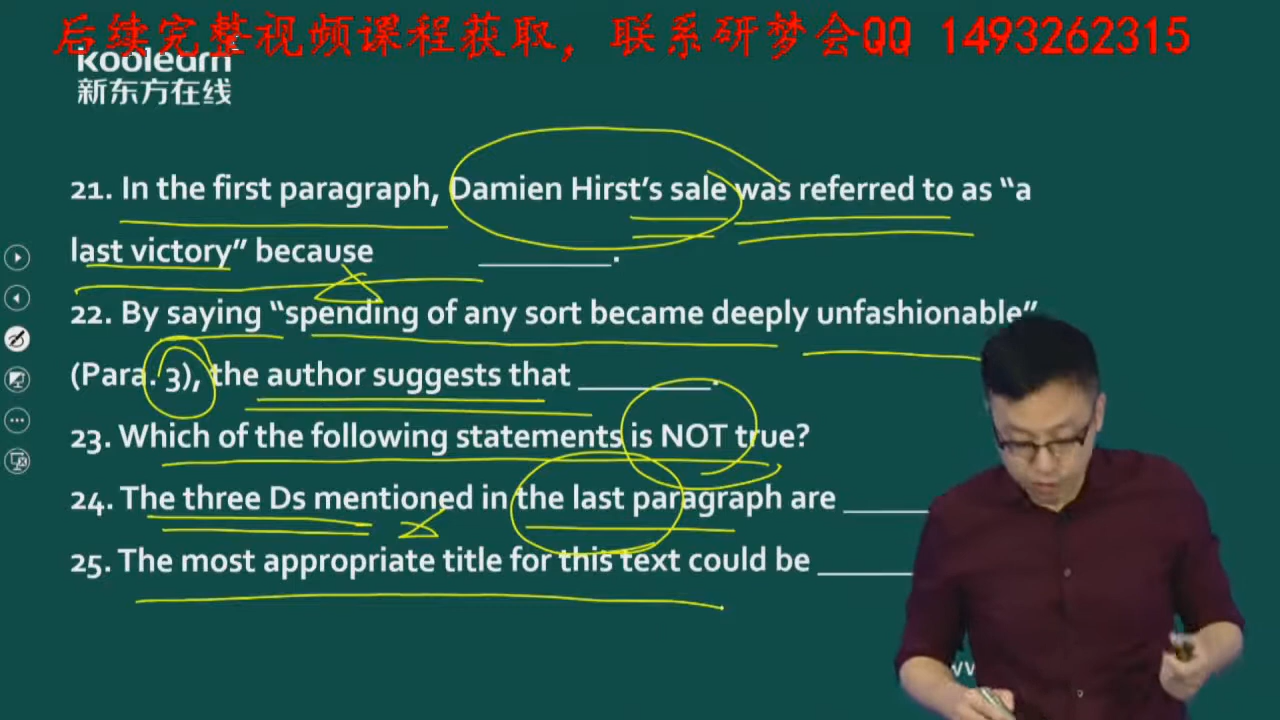 后续完整视频课程获取，联系研梦会QQ 1493262315
koolearn
新东方在线
21. In the first paragraph, Damien Hirst’s sale was referred to as “a
last victory” because ________.
22. By saying “spending of any sort became deeply unfashionable”
(Para. 3), the author suggests that ________.
23. Which of the following statements is NOT true?
24. The three Ds mentioned in the last paragraph are ______
25. The most appropriate title for this text could be ______